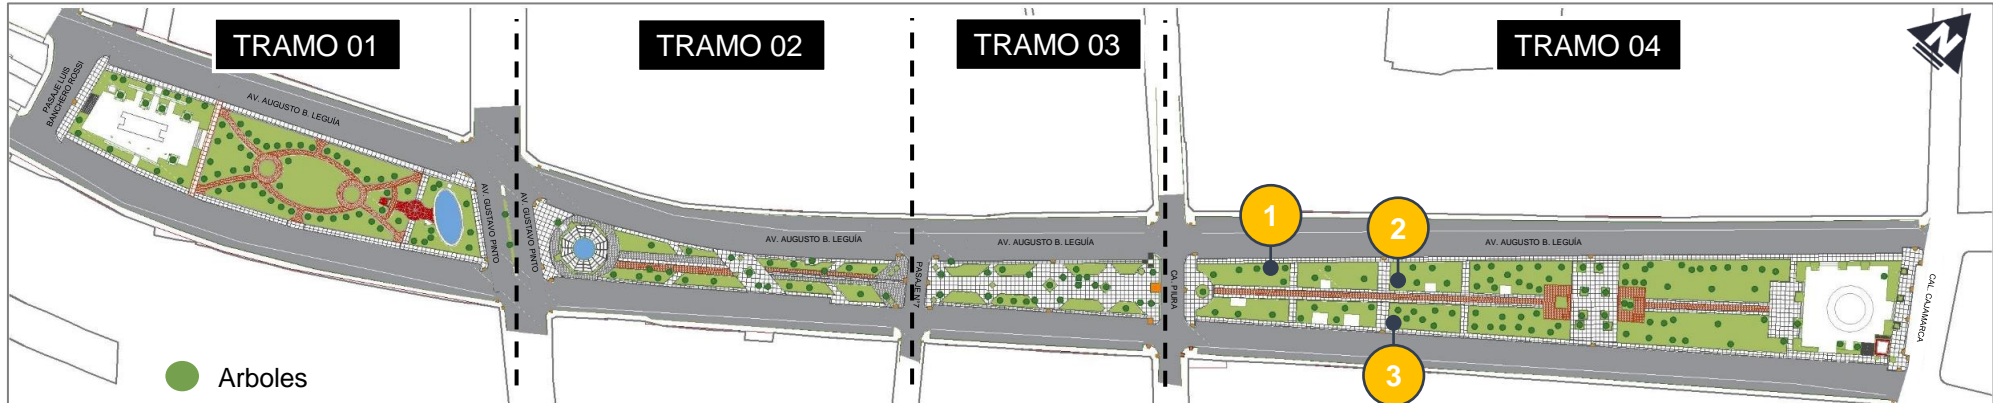 TRAMO 01
TRAMO 02
TRAMO 03
TRAMO 04
N
PASAJE LUIS
BANCHERO ROSSI
AV. AUGUSTO B. LEGUÍA
AV. GUSTAVO PINTO
AV. GUSTAVO PINTO
AV. AUGUSTO B. LEGUÍA
PASAJE N°7
AV. AUGUSTO B. LEGUÍA
CA. PIURA
1
2
3
AV. AUGUSTO B. LEGUÍA
CAL. CAJAMARCA
Arboles